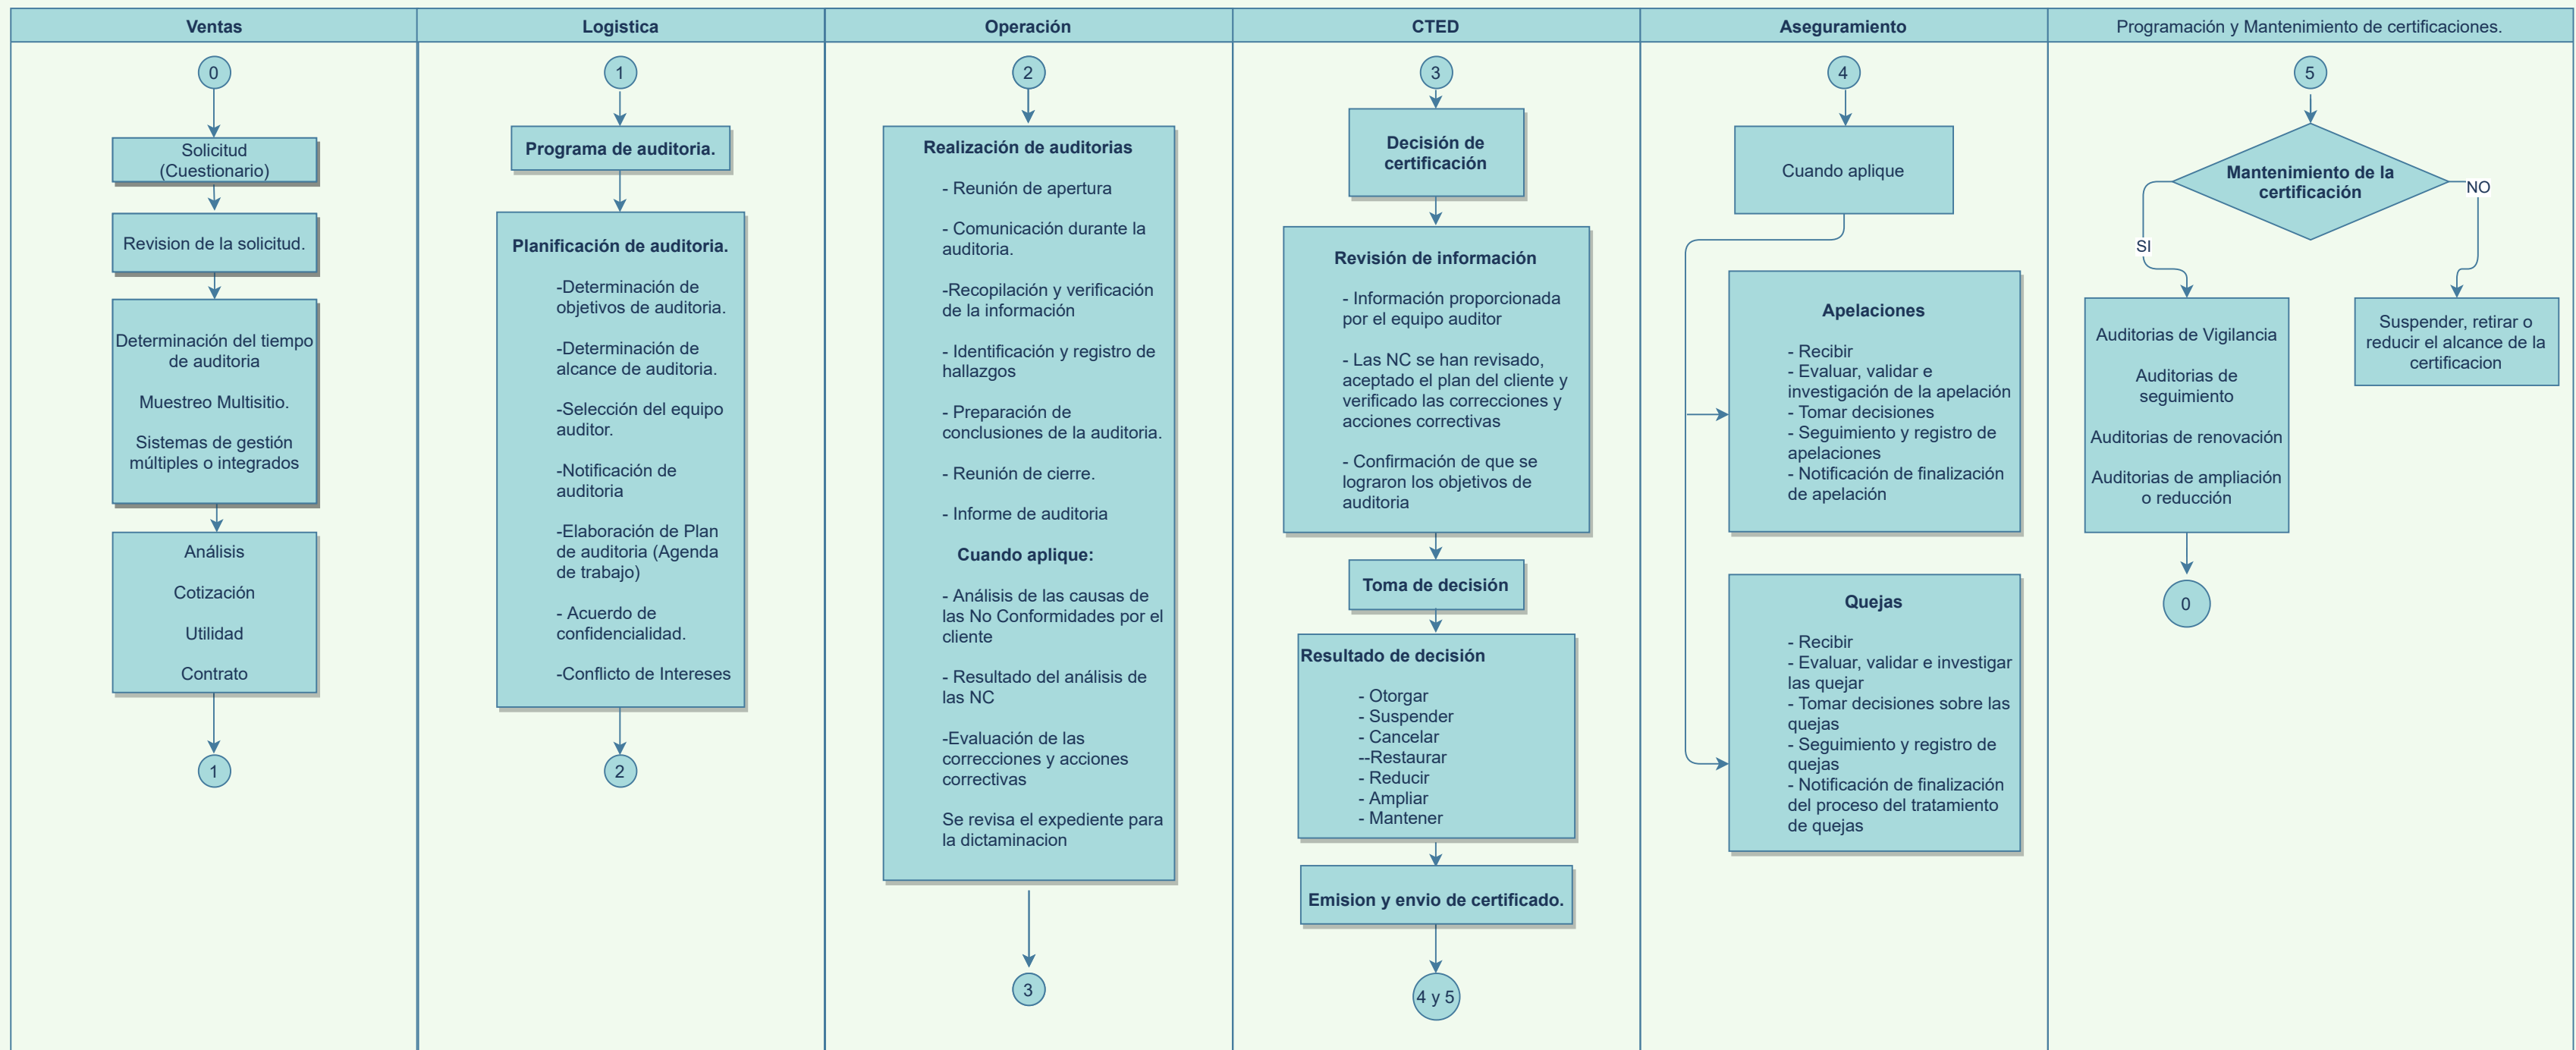 Ventas
0
Solicitud
(Cuestionario)
Revision de la solicitud.
Determinación del tiempo
de auditoria
Muestreo Multisitio.
Sistemas de gestión
múltiples o integrados
Análisis
Cotización
Utilidad
Contrato
1
Logistica
1
Programa de auditoria.
Planificación de auditoria.
-Determinación de
objetivos de auditoria.
-Determinación de
alcance de auditoria.
-Selección del equipo
auditor.
-Notificación de
auditoria
-Elaboración de Plan
de auditoria (Agenda
de trabajo)
- Acuerdo de
confidencialidad.
-Conflicto de Intereses
2
Operación
2
Realización de auditorias
- Reunión de apertura
- Comunicación durante la
auditoria.
-Recopilación y verificación
de la información
- Identificación y registro de
hallazgos
- Preparación de
conclusiones de la auditoria.
- Reunión de cierre.
- Informe de auditoria
Cuando aplique:
- Análisis de las causas de
las No Conformidades por el
cliente
- Resultado del análisis de
las NC
-Evaluación de las
correcciones y acciones
correctivas
Se revisa el expediente para
la dictaminacion
3
CTED
3
Decisión de
certificación
Revisión de información
- Información proporcionada
por el equipo auditor
- Las NC se han revisado,
aceptado el plan del cliente y
verificado las correcciones y
acciones correctivas
- Confirmación de que se
lograron los objetivos de
auditoria
Toma de decisión
Resultado de decisión
- Otorgar
- Suspender
- Cancelar
--Restaurar
- Reducir
- Ampliar
- Mantener
Emision y envio de certificado.
4 y 5
Aseguramiento
4
Cuando aplique
Apelaciones
- Recibir
- Evaluar, validar e
investigación de la apelación
- Tomar decisiones
- Seguimiento y registro de
apelaciones
- Notificación de finalización
de apelación
Quejas
- Recibir
- Evaluar, validar e investigar
las quejar
- Tomar decisiones sobre las
quejas
- Seguimiento y registro de
quejas
- Notificación de finalización
del proceso del tratamiento
de quejas
Programación y Mantenimiento de certificaciones.
5
Mantenimiento de la
certificación
SI
NO
Auditorias de Vigilancia
Auditorias de
seguimiento
Auditorias de renovación
Auditorias de ampliación
o reducción
0
Suspender, retirar o
reducir el alcance de la
certificacion